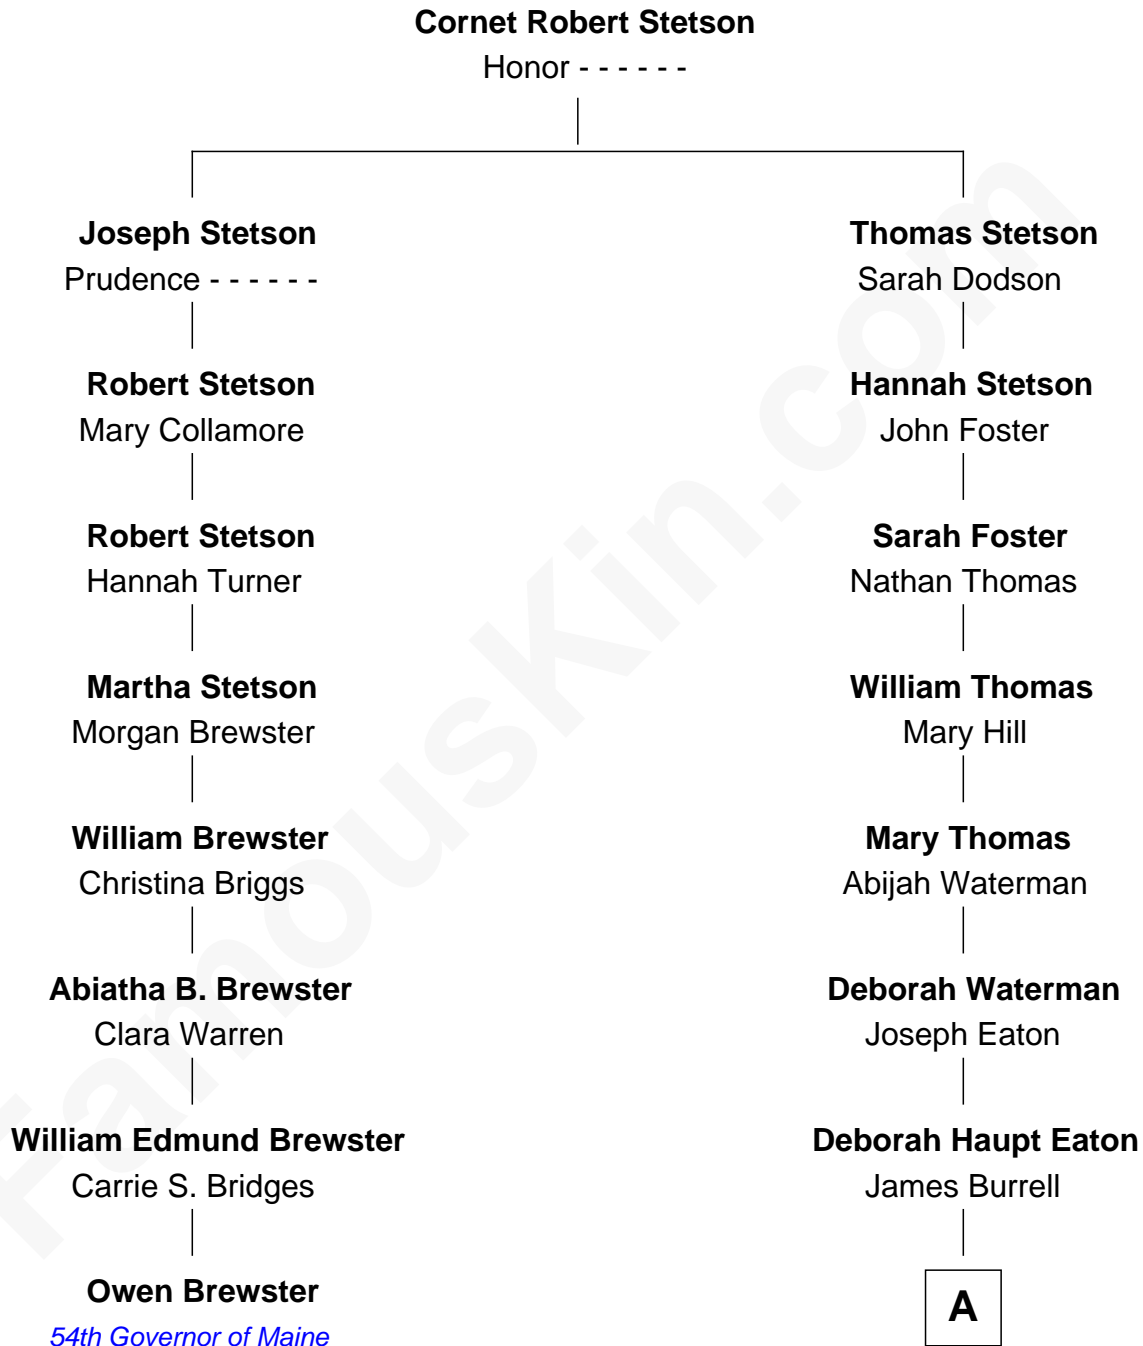 Cornet Robert Stetson
Honor - - - - - -
Joseph Stetson
Prudence - - - - - -
Robert Stetson
Mary Collamore
Robert Stetson
Hannah Turner
Martha Stetson
Morgan Brewster
William Brewster
Christina Briggs
Abiatha B. Brewster
Clara Warren
William Edmund Brewster
Carrie S. Bridges
Owen Brewster
54th Governor of Maine
Thomas Stetson
Sarah Dodson
Hannah Stetson
John Foster
Sarah Foster
Nathan Thomas
William Thomas
Mary Hill
Mary Thomas
Abijah Waterman
Deborah Waterman
Joseph Eaton
Deborah Haupt Eaton
James Burrell
A
FamousKin.com